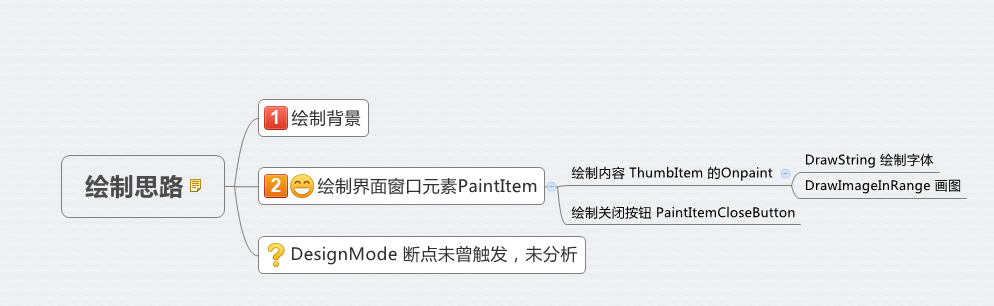 绘制思路
1 绘制背景
2 绘制界面窗口元素PaintItem
绘制内容 ThumbItem 的Onpaint
DrawString 绘制字体
DrawImageInRange 画图
绘制关闭按钮 PaintItemCloseButton
? DesignMode 断点未曾触发，未分析